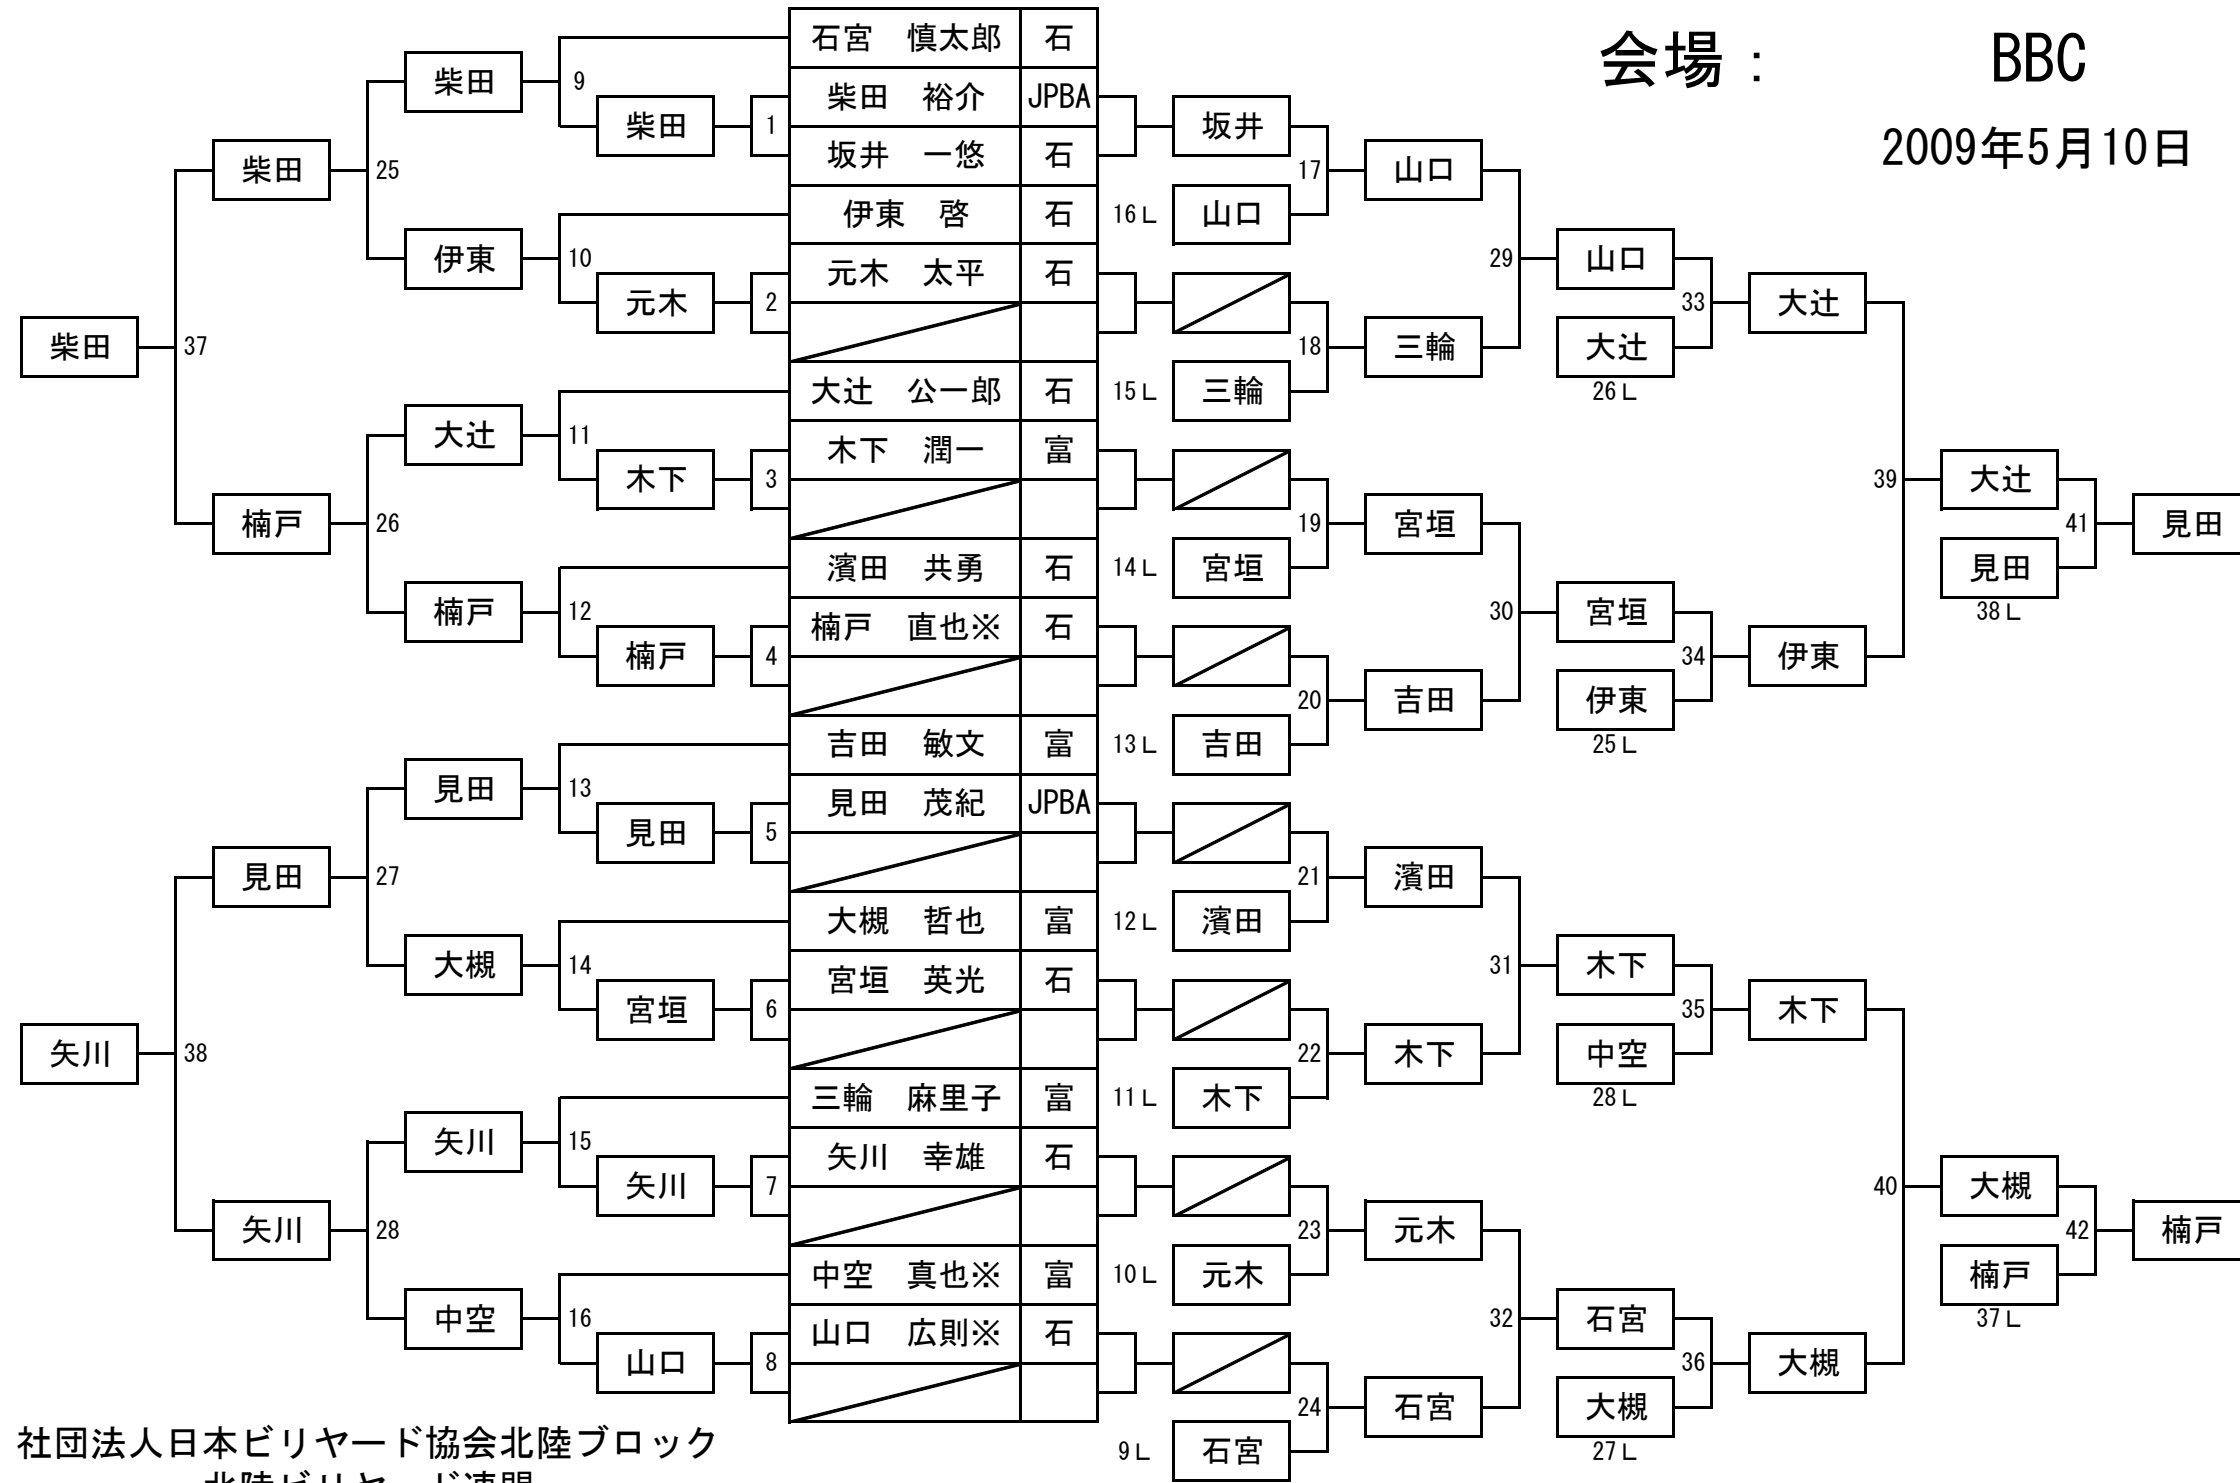 石宮 慎太郎 石
会場： BBC
柴田 9 柴田 裕介 JPBA
柴田 1 坂井
2009年5月10日
柴田 25 坂井 一悠 石 17 山口
伊東 啓 石 16L 山口
伊東 10 元木 太平 石 29 山口
元木 2 18 33 大辻
柴田 37 三輪 大辻
大辻 公一郎 石 15L 三輪 26L
大辻 11 木下 潤一 富
木下 3 39 大辻
楠戸 26 19 宮垣 41 見田
濱田 共勇 石 14L 宮垣 見田
楠戸 12 楠戸 直也※ 石 30 宮垣 38L
楠戸 4 34 伊東
20 吉田 伊東
吉田 敏文 富 13L 吉田 25L
見田 13 見田 茂紀 JPBA
見田 5
見田 27 21 濱田
大槻 哲也 富 12L 濱田
大槻 14 宮垣 英光 石 31 木下
宮垣 6 35 木下
矢川 38 22 木下 中空
三輪 麻里子 富 11L 木下 28L
矢川 15 矢川 幸雄 石
矢川 7 40 大槻
矢川 28 23 元木 42 楠戸
中空 真也※ 富 10L 元木 楠戸
中空 16 山口 広則※ 石 32 石宮 37L
山口 8 36 大槻
24 石宮 大槻
社団法人日本ビリヤード協会北陸ブロック 9L 石宮 27L